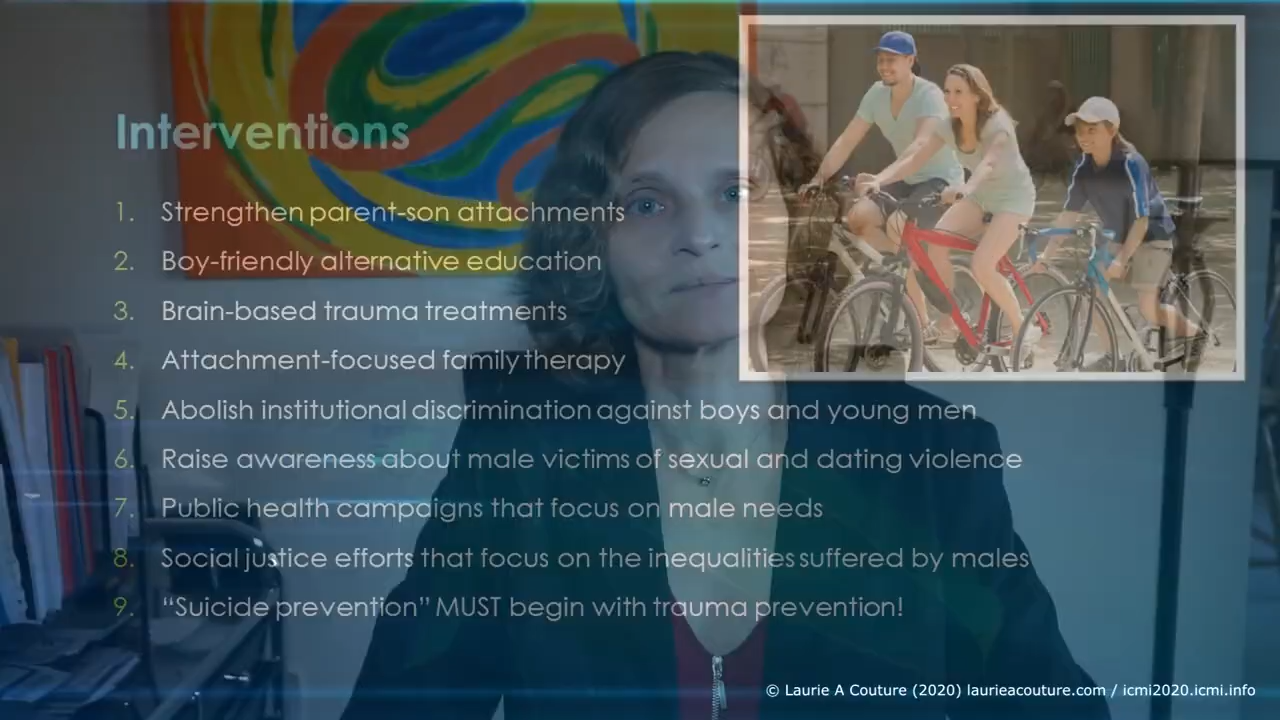 Interventions
1. Strengthen parent-son attachments
2. Boy-friendly alternative education
3. Brain-based trauma treatments
4. Attachment-focused family therapy
5. Abolish institutional discrimination against boys and young men
6. Raise awareness about male victims of sexual and dating violence
7. Public health campaigns that focus on male needs
8. Social justice efforts that focus on the inequalities suffered by males
9. “Suicide prevention” MUST begin with trauma prevention!
© Laurie A Couture (2020) laurieacouture.com / icmi2020.icmi.info